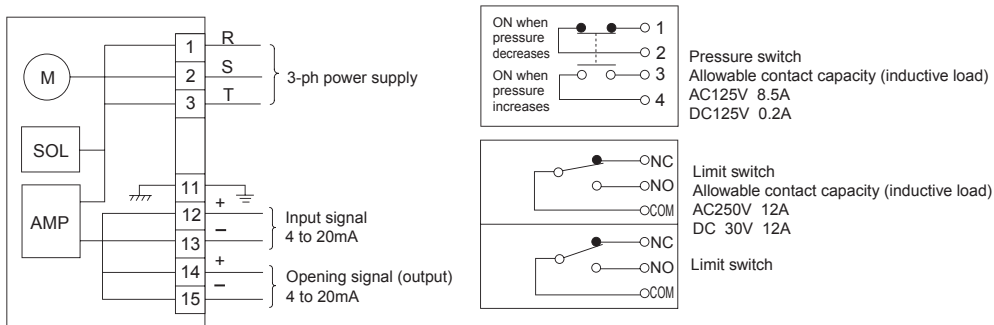 M
SOL
AMP
1 R
2 S
3 T
3-ph power supply
11
12 +
13 −
Input signal
4 to 20mA
14 +
15 −
Opening signal (output)
4 to 20mA
ON when
pressure
decreases
ON when
pressure
increases
1
2
3
4
Pressure switch
Allowable contact capacity (inductive load)
AC125V 8.5A
DC125V 0.2A
NC
NO
COM
Limit switch
Allowable contact capacity (inductive load)
AC250V 12A
DC 30V 12A
NC
NO
COM
Limit switch